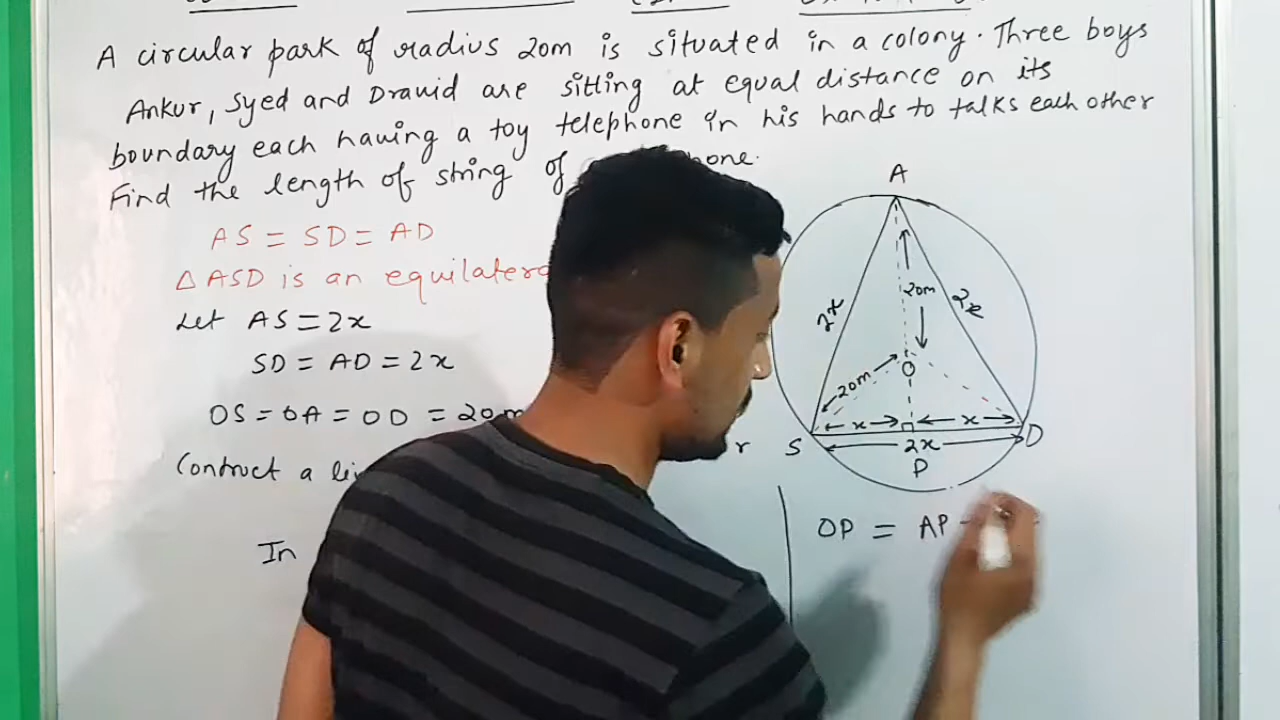 A circular park of radius 20m is situated in a colony. Three boys
Ankur, Syed and Dravid are sitting at equal distance on its
boundary each having a toy telephone in his hands to talks each other
Find the length of string of hone.
AS = SD = AD
△ASD is an equilatera
Let AS = 2x
SD = AD = 2x
OS = OA = OD = 20m
Contruct a li r
In
A
2x
20m
2x
O
20m
x
x
S
2x
D
P
OP = AP -